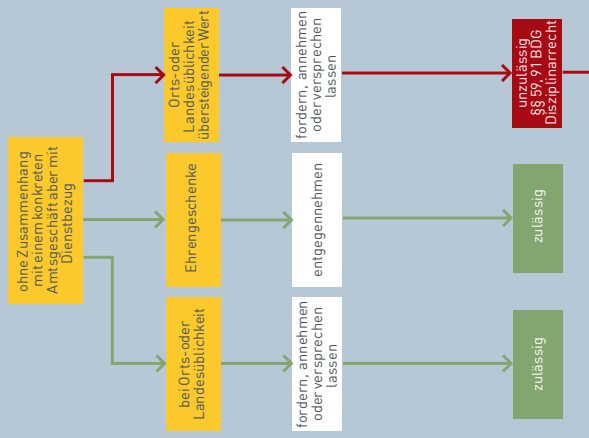 ohne Zusammenhang
mit einem konkreten
Amtsgeschäft aber mit
Dienstbezug
bei Orts- oder
Landesüblichkeit
Ehrengeschenke
Orts- oder
Landesüblichkeit
übersteigender Wert
fordern, annehmen
oder versprechen
lassen
entgegennehmen
fordern, annehmen
oder versprechen
lassen
zulässig
zulässig
unzulässig
§§ 59, 91 BDG
Disziplinarrecht